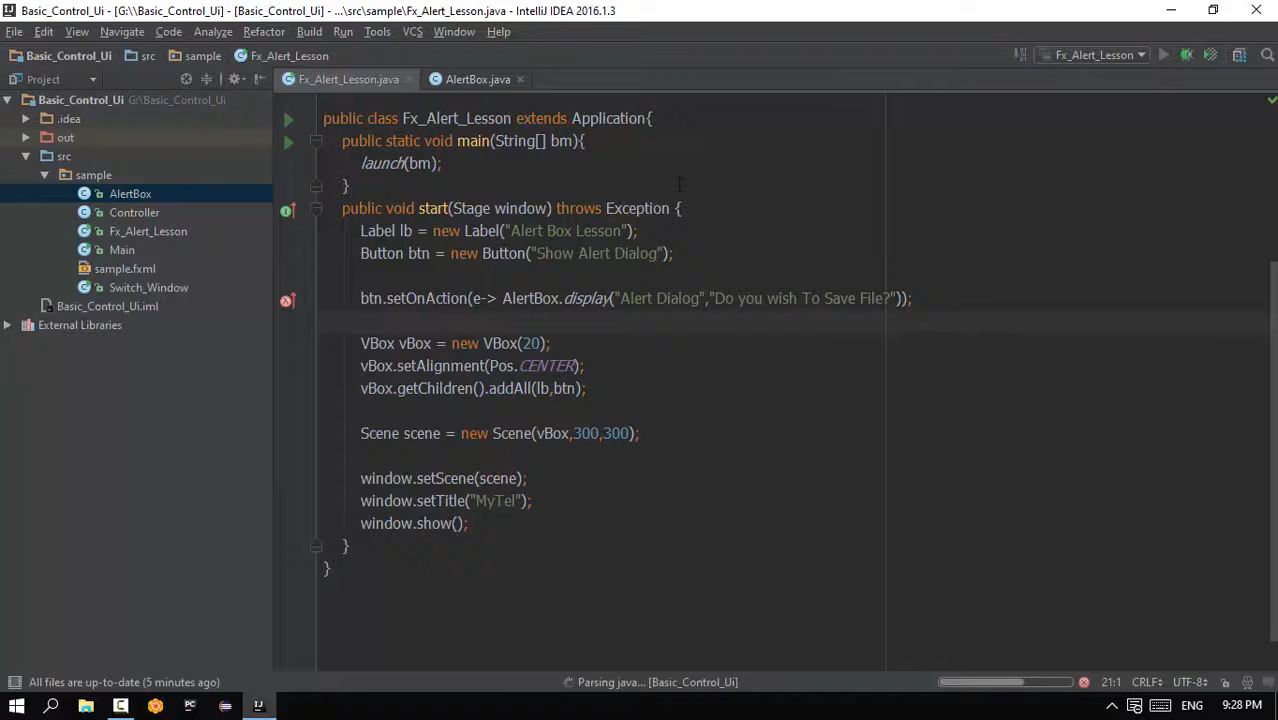 Basic_Control_Ui - [G:\\Basic_Control_Ui] - [Basic_Control_Ui] - ...\src\sample\Fx_Alert_Lesson.java - IntelliJ IDEA 2016.1.3
File Edit View Navigate Code Analyze Refactor Build Run Tools VCS Window Help
Basic_Control_Ui src sample Fx_Alert_Lesson Fx_Alert_Lesson
Project Fx_Alert_Lesson.java AlertBox.java
Basic_Control_Ui G:\Basic_Control_Ui
.idea
out
src
sample
AlertBox
Controller
Fx_Alert_Lesson
Main
sample.fxml
Switch_Window
Basic_Control_Ui.iml
External Libraries
public class Fx_Alert_Lesson extends Application{
public static void main(String[] bm){
launch(bm);
}
public void start(Stage window) throws Exception {
Label lb = new Label("Alert Box Lesson");
Button btn = new Button("Show Alert Dialog");
btn.setOnAction(e-> AlertBox.display("Alert Dialog","Do you wish To Save File?"));
VBox vBox = new VBox(20);
vBox.setAlignment(Pos.CENTER);
vBox.getChildren().addAll(lb,btn);
Scene scene = new Scene(vBox,300,300);
window.setScene(scene);
window.setTitle("MyTel");
window.show();
}
}
All files are up-to-date (5 minutes ago) Parsing java... [Basic_Control_Ui] 21:1 CRLF UTF-8
ENG 9:28 PM